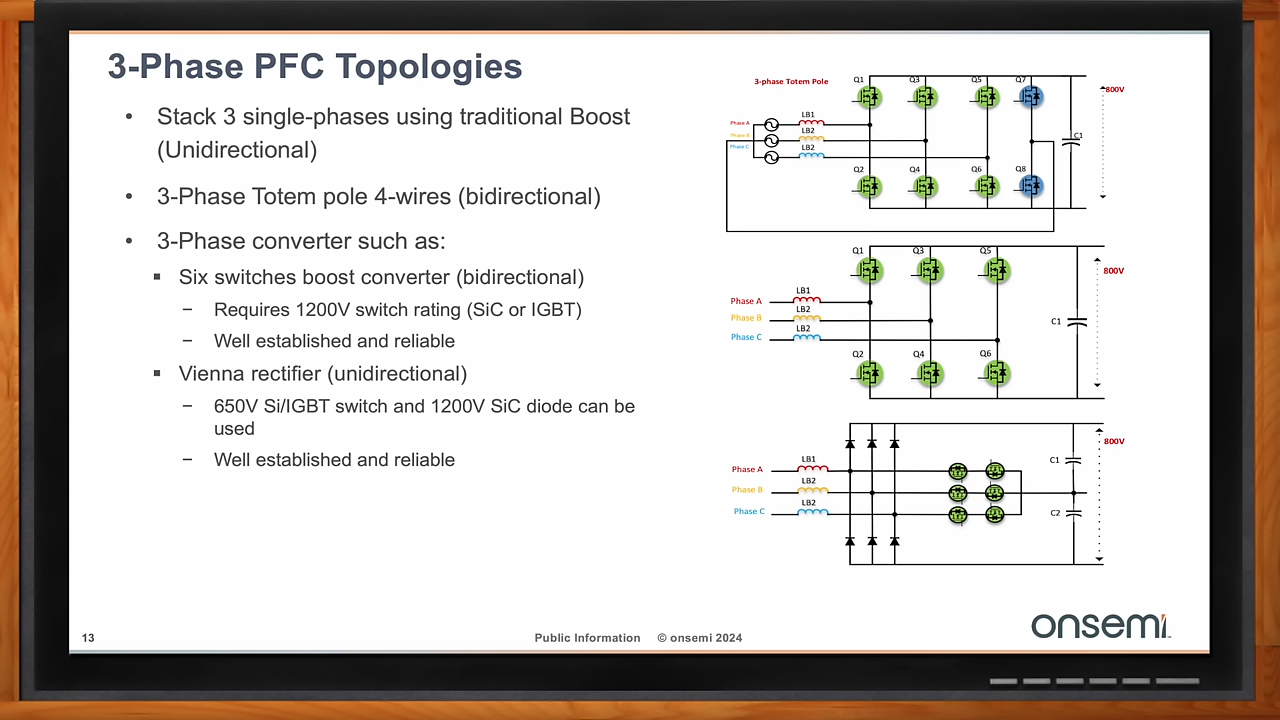 3-Phase PFC Topologies
• Stack 3 single-phases using traditional Boost
(Unidirectional)
• 3-Phase Totem pole 4-wires (bidirectional)
• 3-Phase converter such as:
▪ Six switches boost converter (bidirectional)
− Requires 1200V switch rating (SiC or IGBT)
− Well established and reliable
▪ Vienna rectifier (unidirectional)
− 650V Si/IGBT switch and 1200V SiC diode can be
used
− Well established and reliable
3-phase Totem Pole
Q1 Q3 Q5 Q7
800V
LB1
Phase A
LB2
Phase B
C1
LB2
Phase C
Q2 Q4 Q6 Q8
Q1 Q3 Q5
800V
LB1
Phase A
LB2
Phase B
C1
LB2
Phase C
Q2 Q4 Q6
800V
LB1
Phase A
C1
LB2
Phase B
LB2
Phase C
C2
onsemi
13
Public Information © onsemi 2024